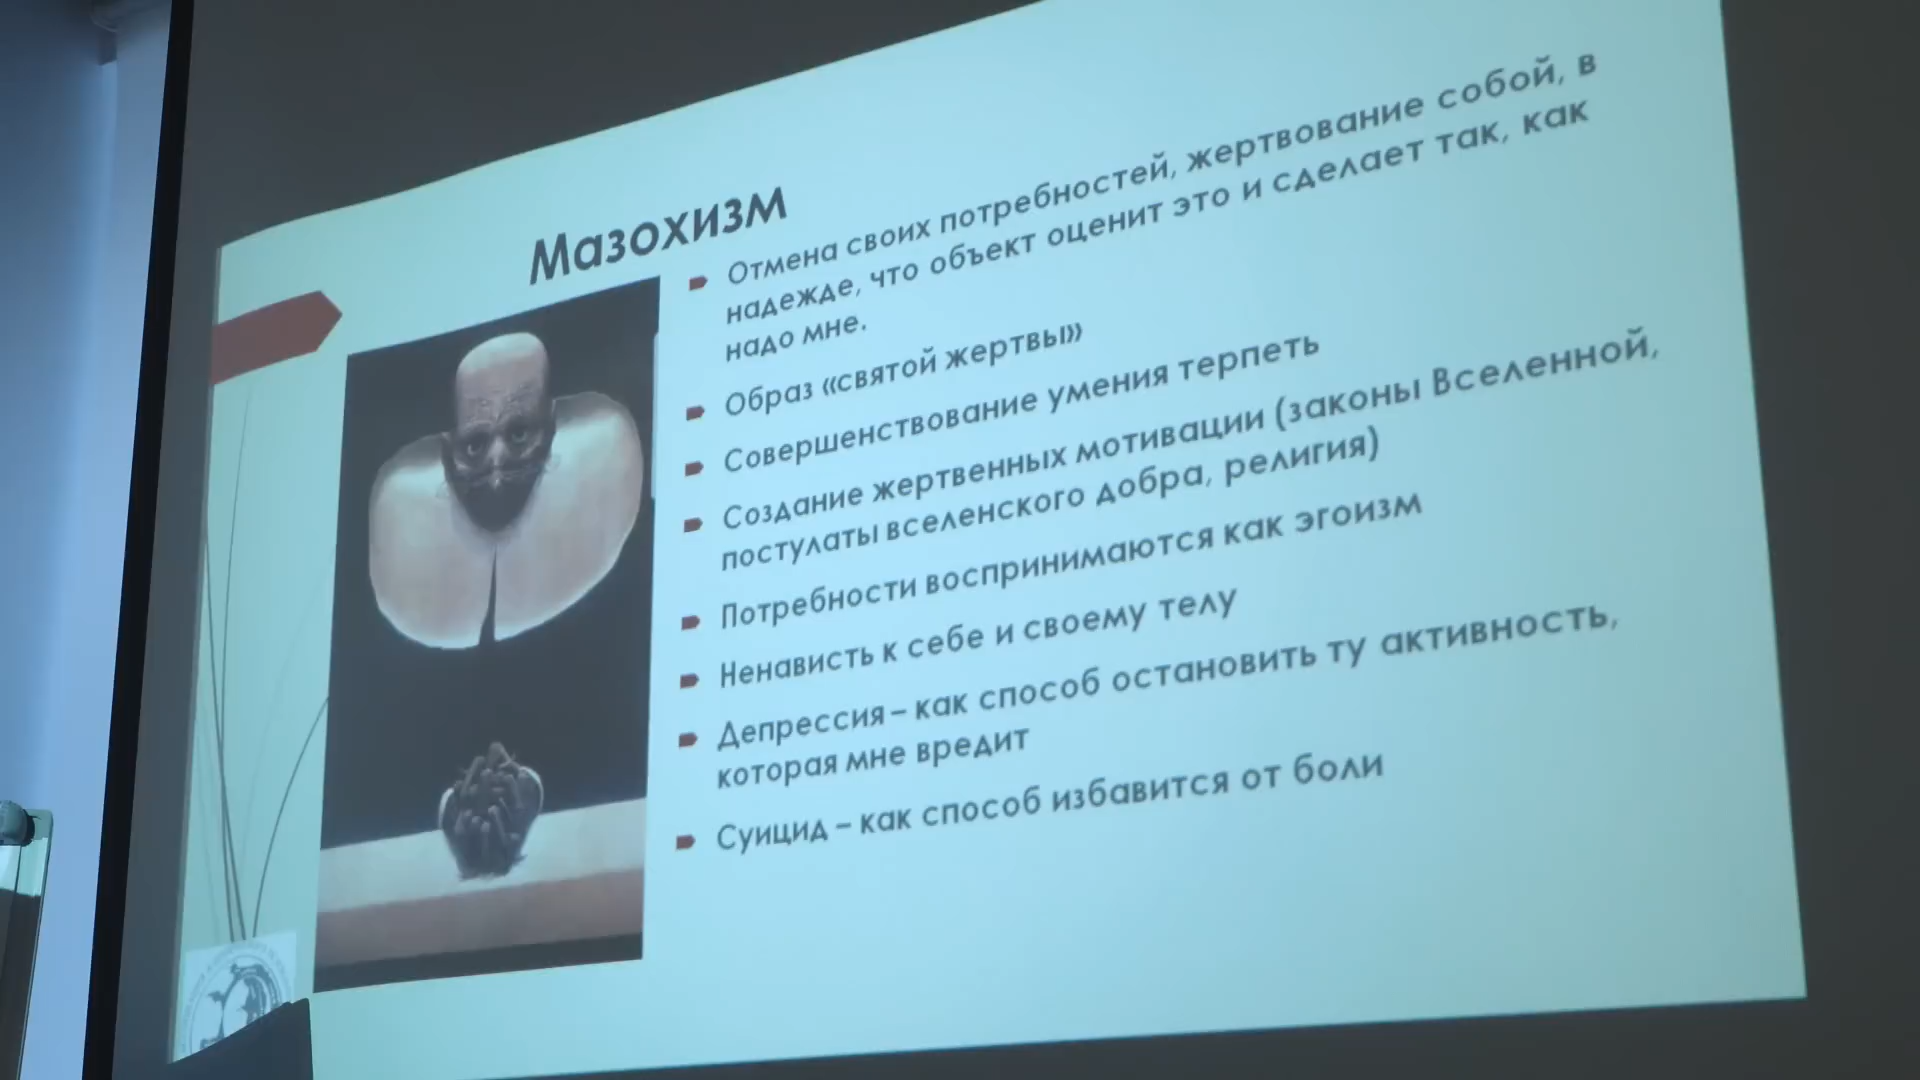 Мазохизм
Отмена своих потребностей, жертвование собой, в
надежде, что объект оценит это и сделает так, как
надо мне.
Образ «святой жертвы»
Совершенствование умения терпеть
Создание жертвенных мотивации (законы Вселенной,
постулаты вселенского добра, религия)
Потребности воспринимаются как эгоизм
Ненависть к себе и своему телу
Депрессия – как способ остановить ту активность,
которая мне вредит
Суицид – как способ избавится от боли